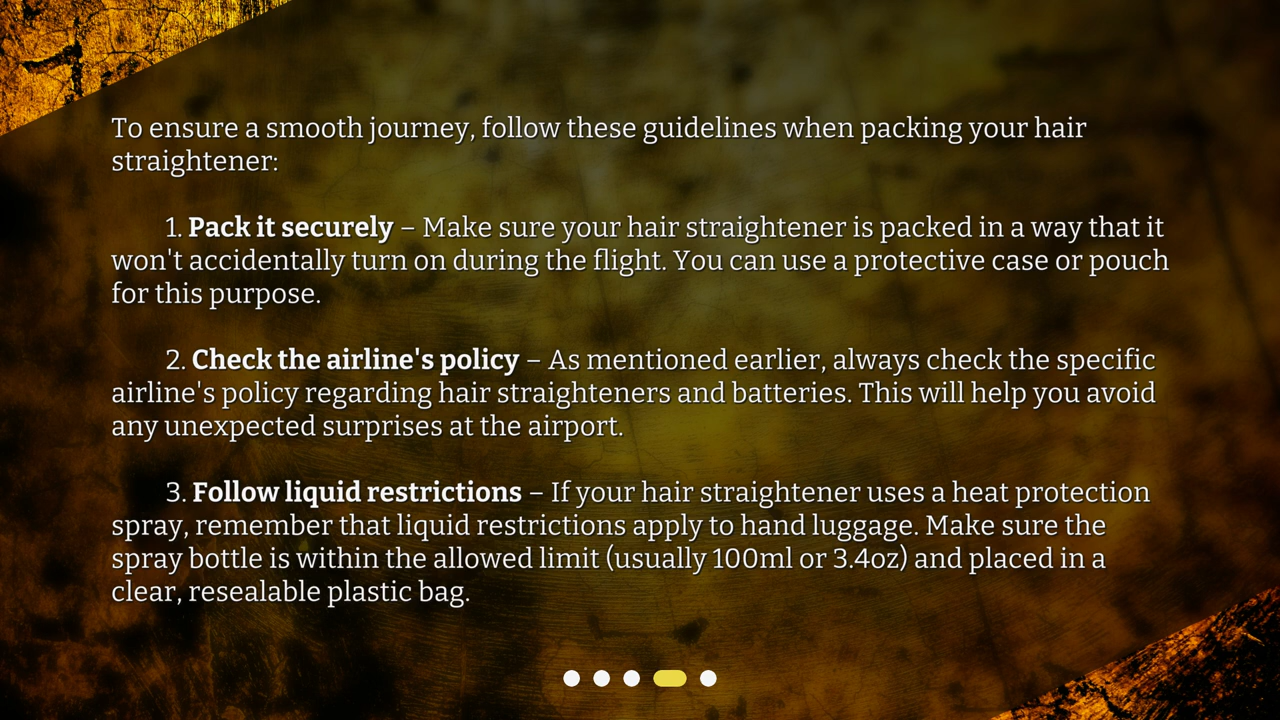 To ensure a smooth journey, follow these guidelines when packing your hair
straightener:
1. Pack it securely – Make sure your hair straightener is packed in a way that it
won't accidentally turn on during the flight. You can use a protective case or pouch
for this purpose.
2. Check the airline's policy – As mentioned earlier, always check the specific
airline's policy regarding hair straighteners and batteries. This will help you avoid
any unexpected surprises at the airport.
3. Follow liquid restrictions – If your hair straightener uses a heat protection
spray, remember that liquid restrictions apply to hand luggage. Make sure the
spray bottle is within the allowed limit (usually 100ml or 3.4oz) and placed in a
clear, resealable plastic bag.